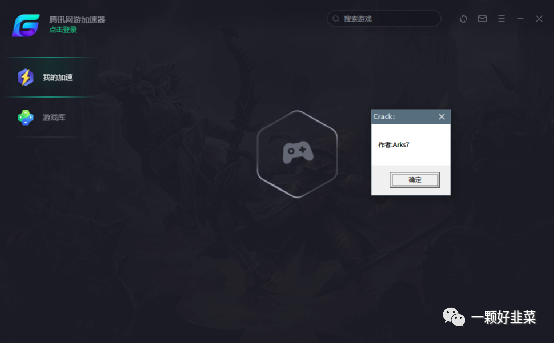 腾讯网游加速器
点击登录
搜索游戏
我的加速
游戏库
Crack:
作者:Arks7
确定
一颗好韭菜